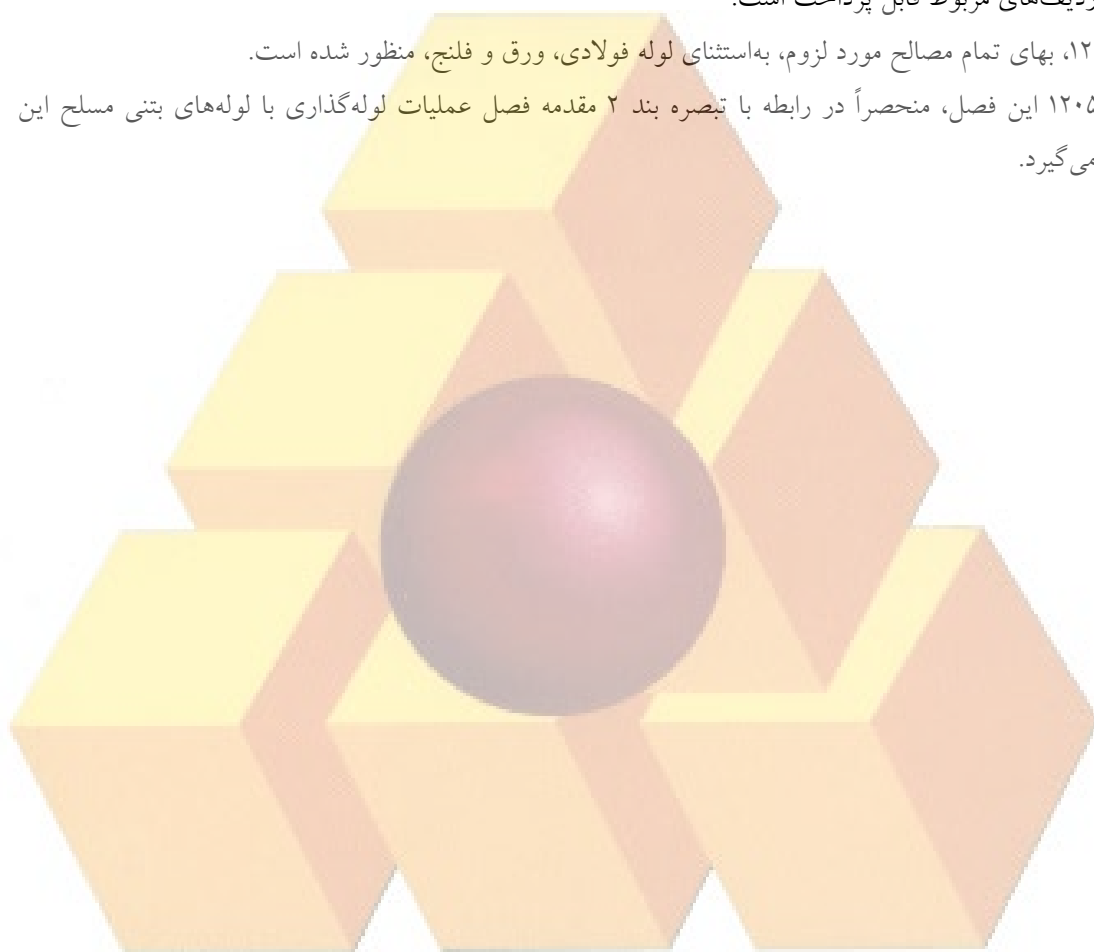 ردیف‌های مربوط قابل پرداخت است.
۱۲، بهای تمام مصالح مورد لزوم، به‌استثنای لوله فولادی، ورق و فلنج، منظور شده است.
۱۲۰۵ این فصل، منحصراً در رابطه با تبصره بند ۲ مقدمه فصل عملیات لوله‌گذاری با لوله‌های بتنی مسلح این
می‌گیرد.